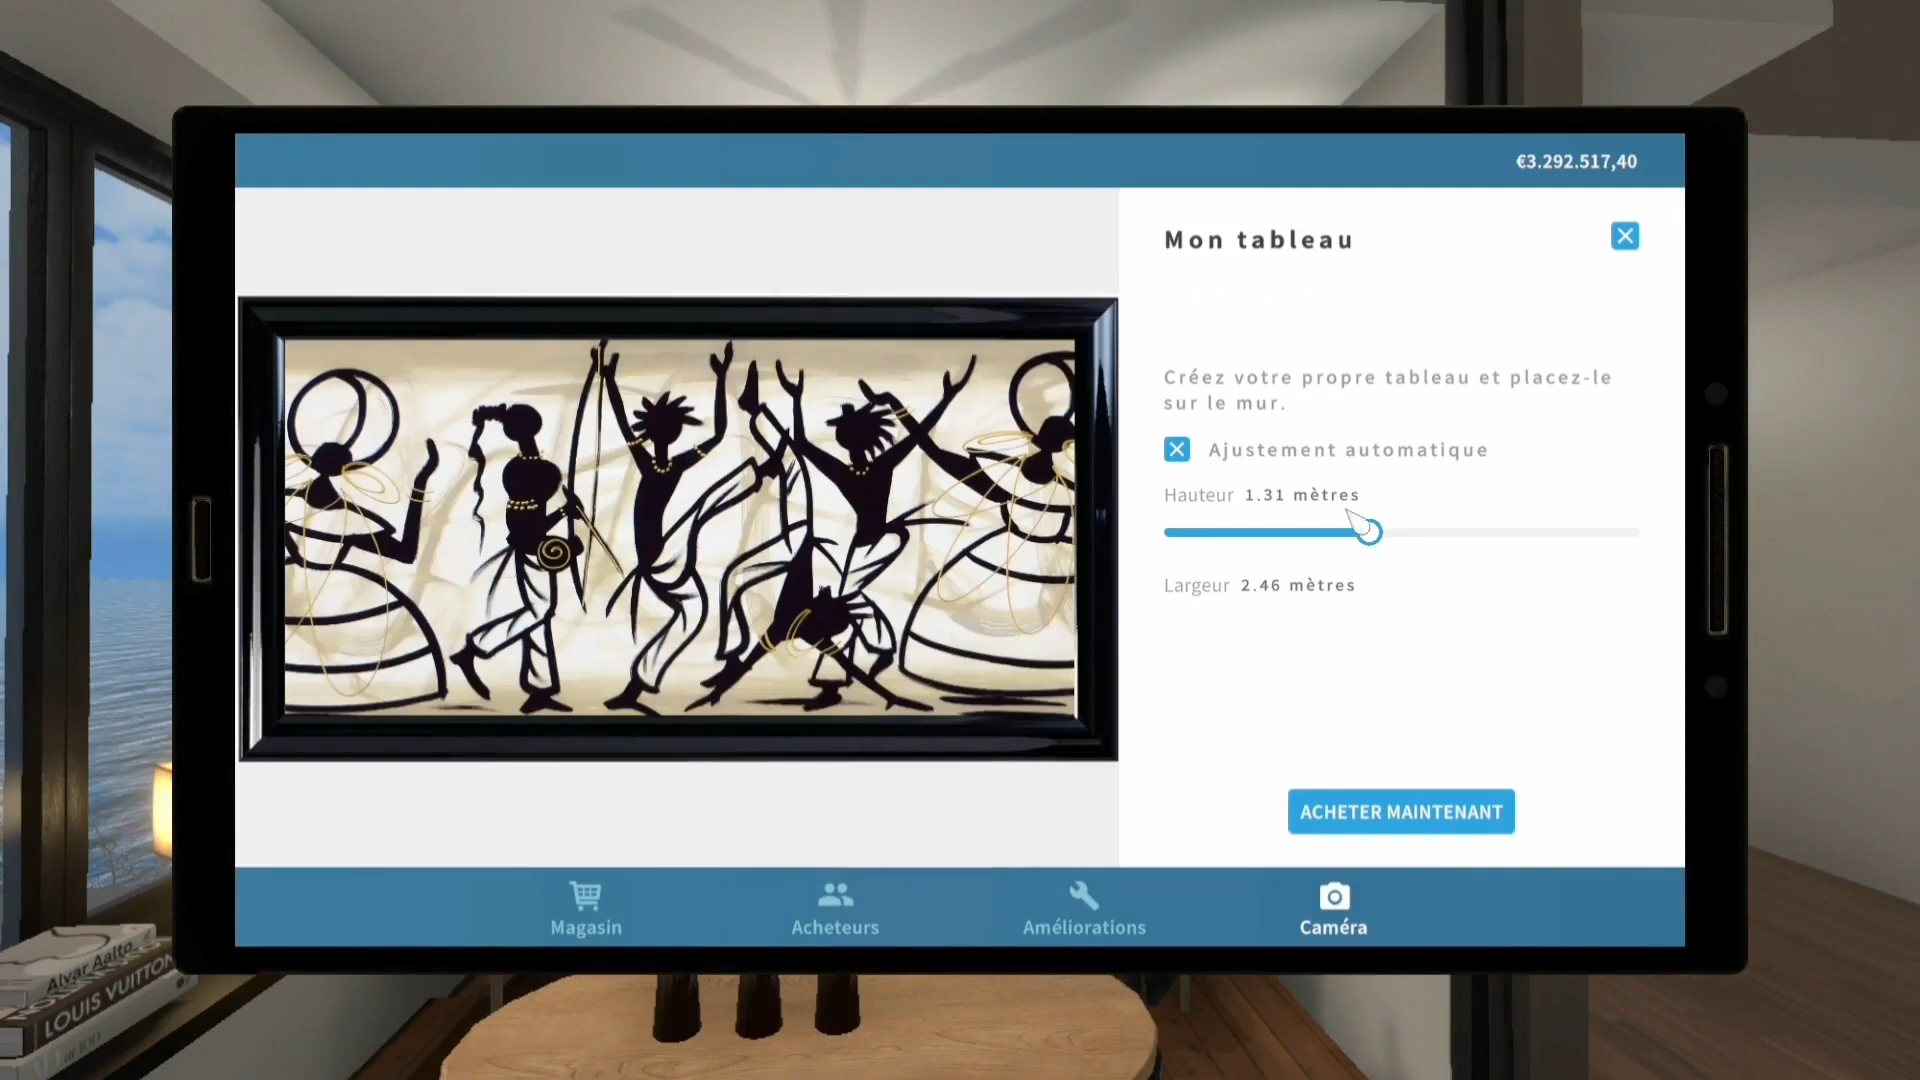 €3.292.517,40
Mon tableau
Créez votre propre tableau et placez-le
sur le mur.
Ajustement automatique
Hauteur 1.31 mètres
Largeur 2.46 mètres
ACHETER MAINTENANT
Magasin
Acheteurs
Améliorations
Caméra
Alvar Aalto
LOUIS VUITTON